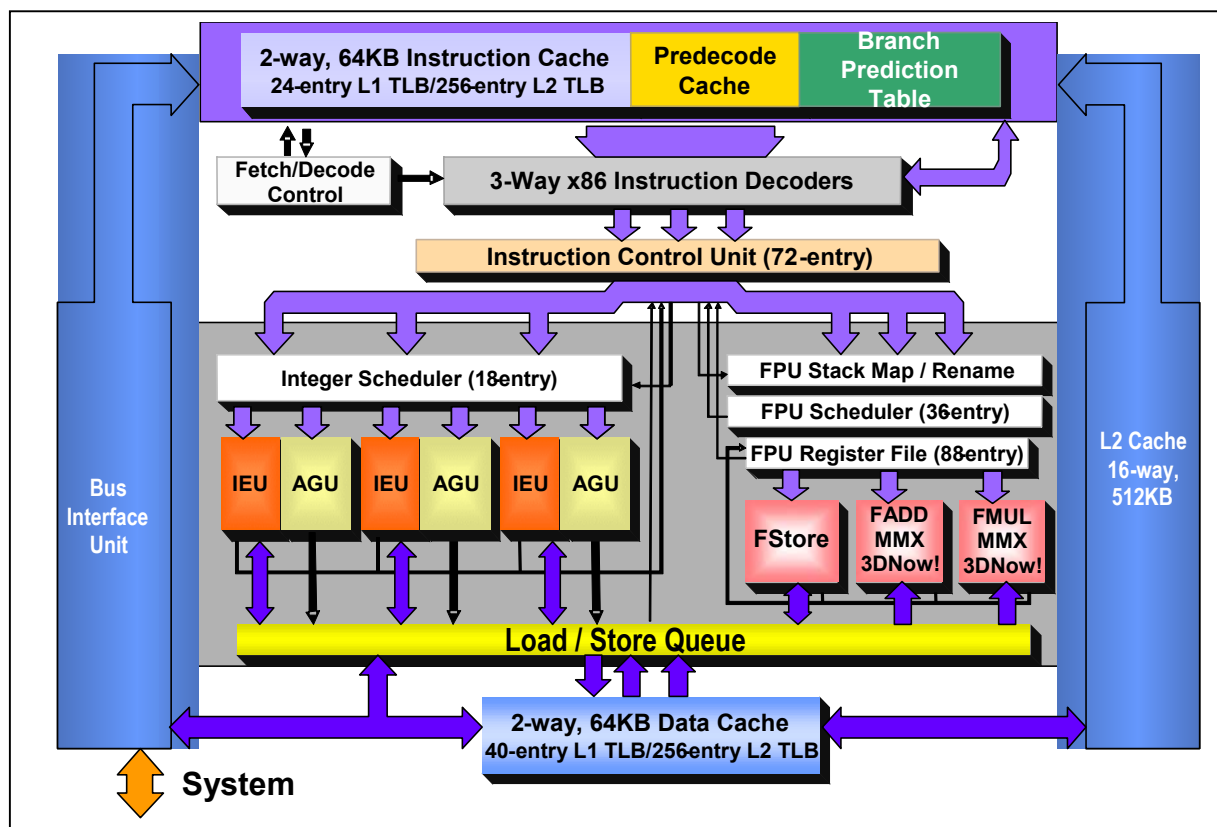 2-way, 64KB Instruction Cache
24-entry L1 TLB/256-entry L2 TLB
Predecode
Cache
Branch
Prediction
Table
Fetch/Decode
Control
3-Way x86 Instruction Decoders
Instruction Control Unit (72-entry)
Integer Scheduler (18-entry)
FPU Stack Map / Rename
FPU Scheduler (36-entry)
FPU Register File (88-entry)
IEU
AGU
IEU
AGU
IEU
AGU
FStore
FADD
MMX
3DNow!
FMUL
MMX
3DNow!
Bus
Interface
Unit
L2 Cache
16-way,
512KB
Load / Store Queue
2-way, 64KB Data Cache
40-entry L1 TLB/256-entry L2 TLB
System